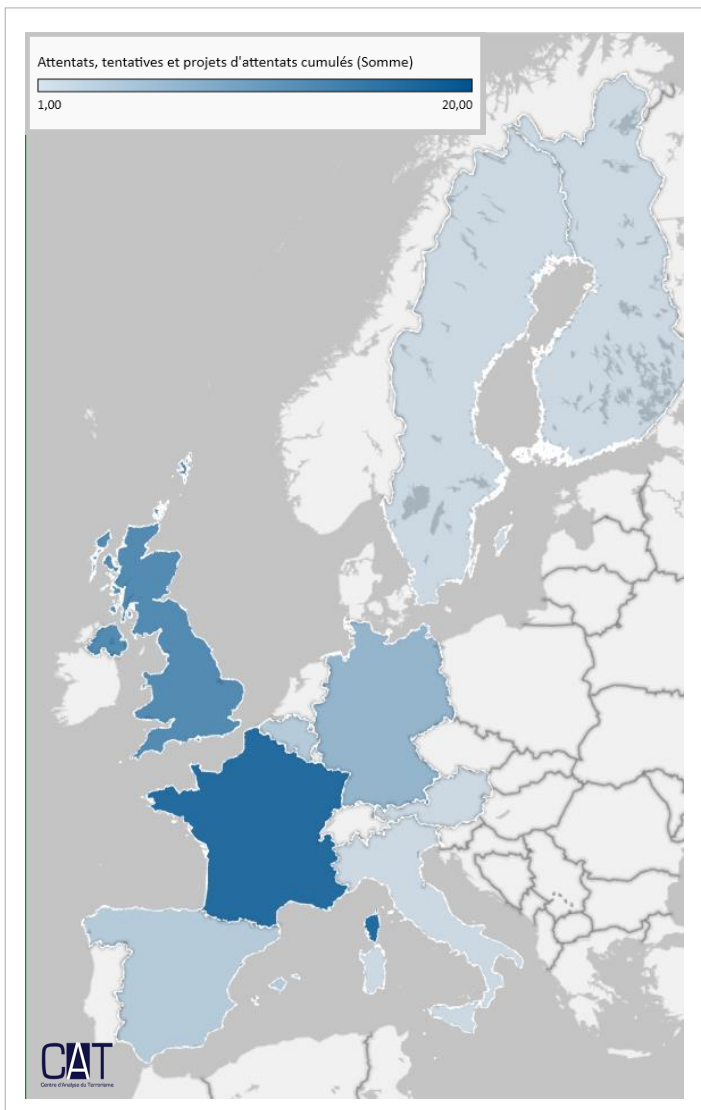 Attentats, tentatives et projets d'attentats cumulés (Somme)
1,00 20,00
CAT
Centre d'Analyse du Terrorisme